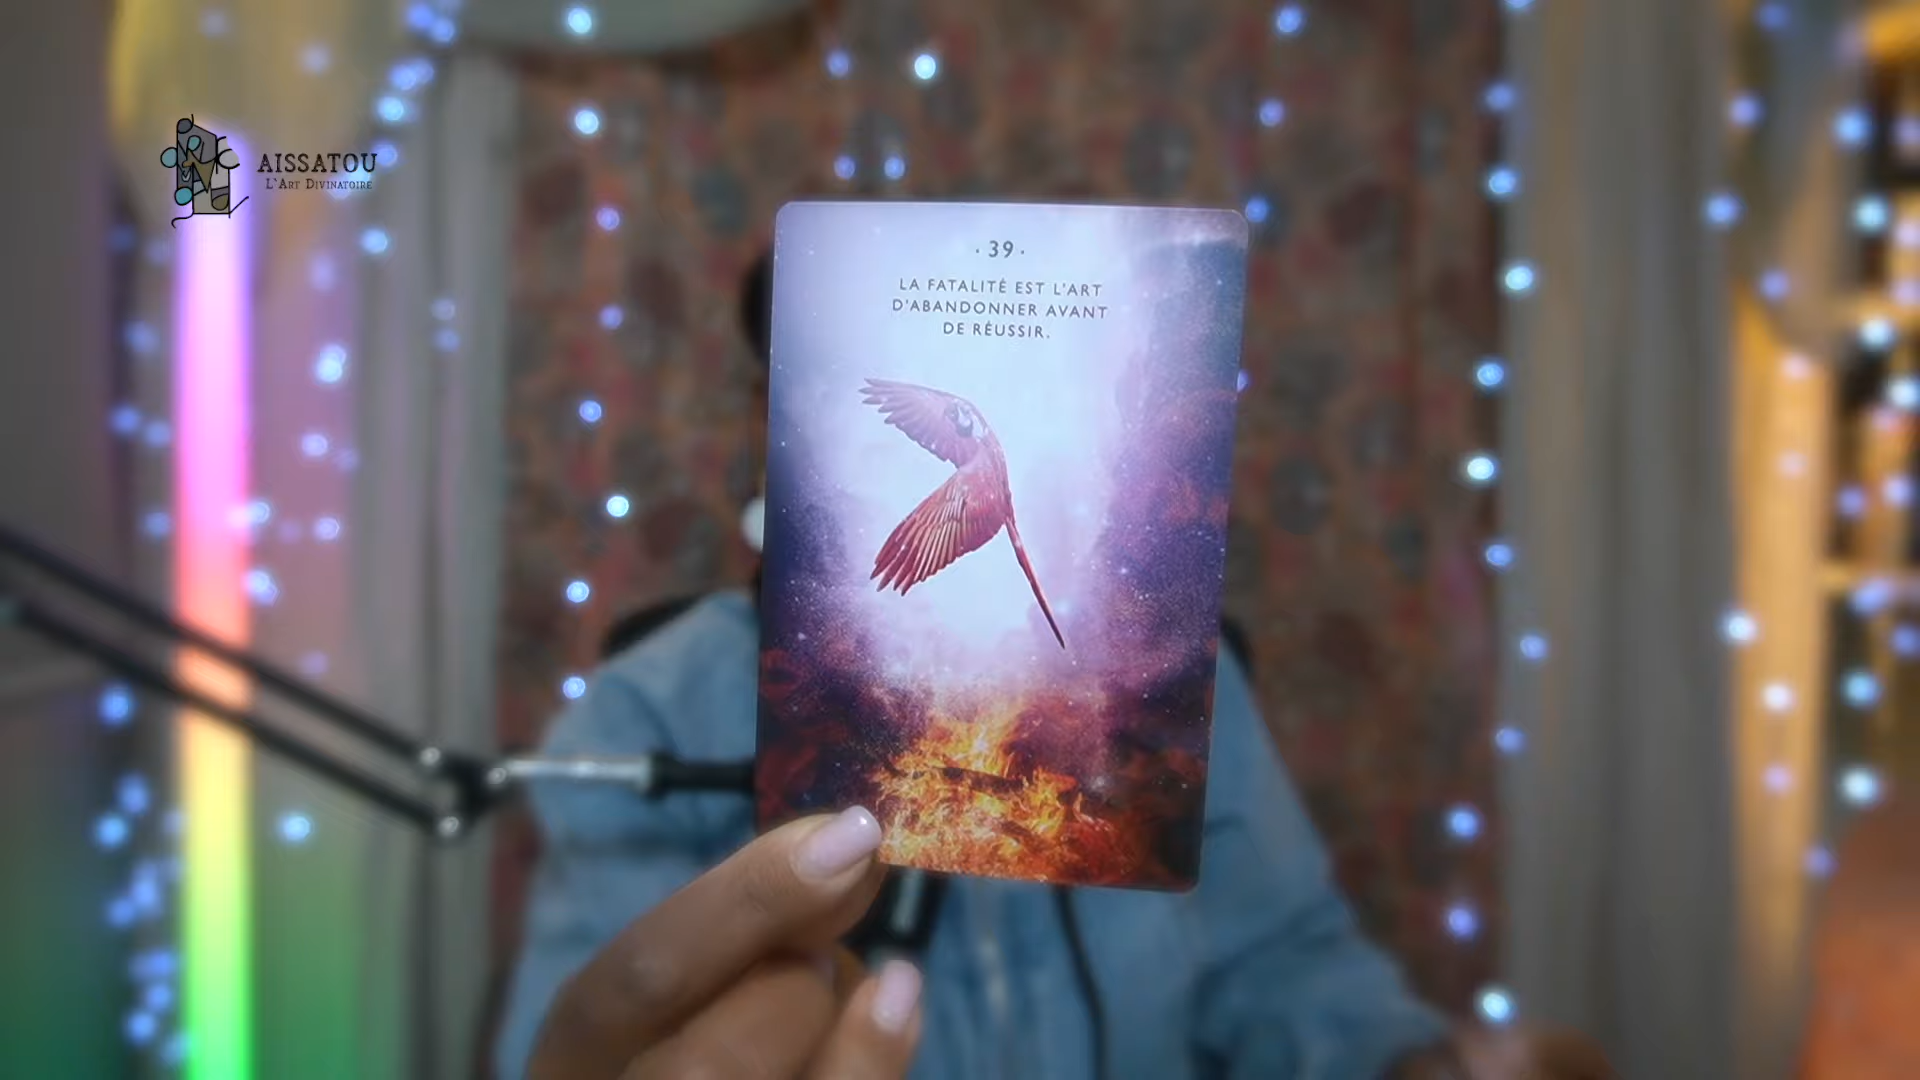 AISSATOU
L'ART DIVINATOIRE
· 39 ·
LA FATALITÉ EST L'ART
D'ABANDONNER AVANT
DE RÉUSSIR.